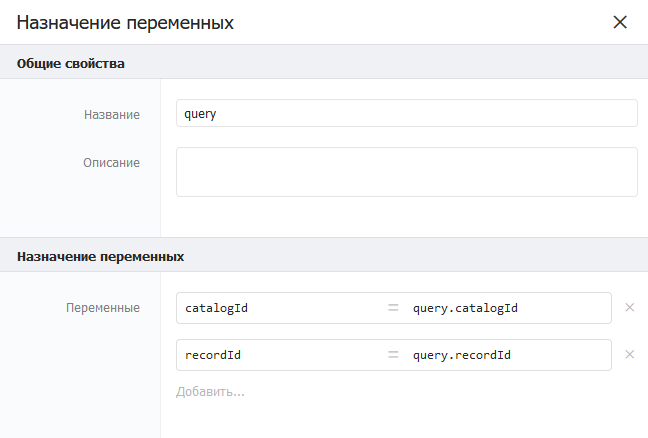 Назначение переменных
Общие свойства
Название query
Описание
Назначение переменных
Переменные catalogId = query.catalogId
recordId = query.recordId
Добавить...